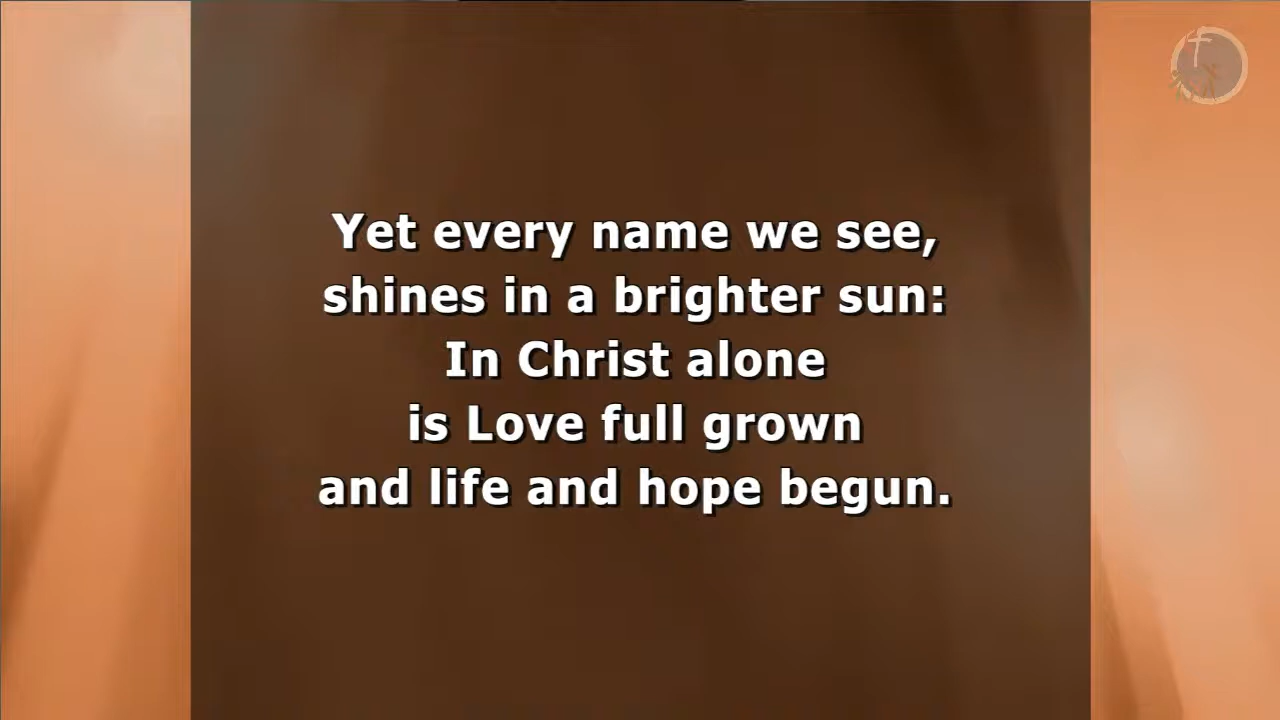 Yet every name we see,
shines in a brighter sun:
In Christ alone
is Love full grown
and life and hope begun.